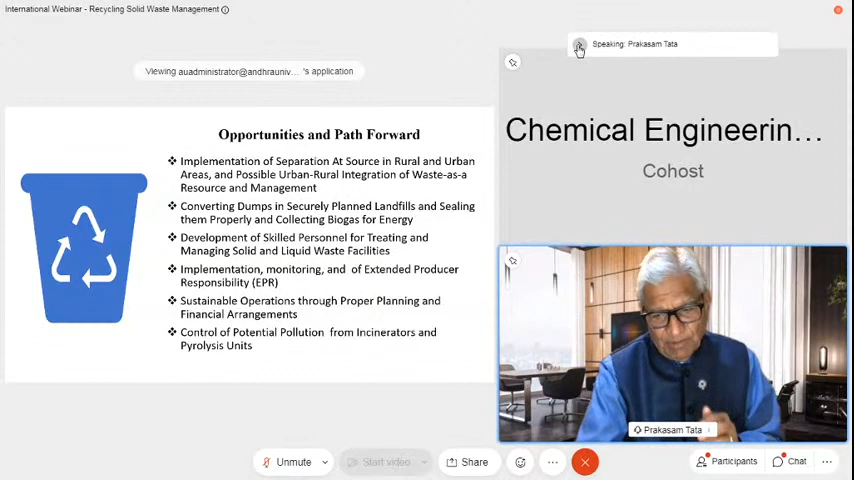 International Webinar - Recycling Solid Waste Management
Speaking: Prakasam Tata
Viewing auadministrator@andhrauniv... 's application
Opportunities and Path Forward
❖ Implementation of Separation At Source in Rural and Urban
Areas, and Possible Urban-Rural Integration of Waste-as-a
Resource and Management
❖ Converting Dumps in Securely Planned Landfills and Sealing
them Properly and Collecting Biogas for Energy
❖ Development of Skilled Personnel for Treating and
Managing Solid and Liquid Waste Facilities
❖ Implementation, monitoring, and of Extended Producer
Responsibility (EPR)
❖ Sustainable Operations through Proper Planning and
Financial Arrangements
❖ Control of Potential Pollution from Incinerators and
Pyrolysis Units
Chemical Engineerin...
Cohost
Prakasam Tata
Unmute
Start video
Share
Participants
Chat